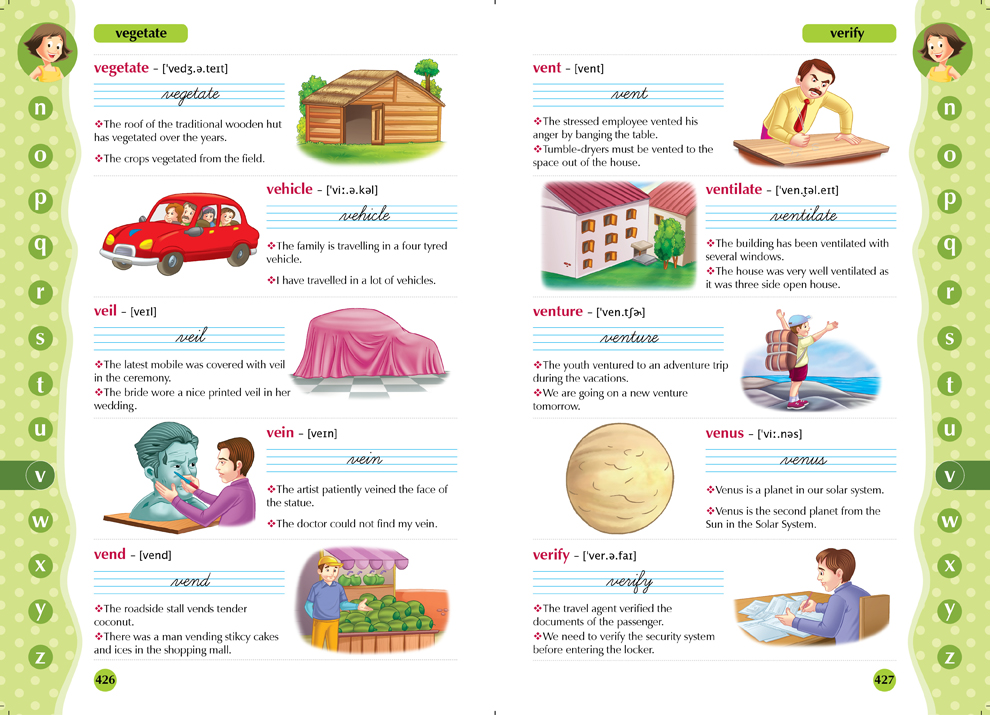 vegetate
vegetate – [ˈvedʒ.ə.teɪt]
vegetate
❖The roof of the traditional wooden hut
has vegetated over the years.
❖The crops vegetated from the field.
vehicle – [ˈviː.ə.kəl]
vehicle
❖The family is travelling in a four tyred
vehicle.
❖I have travelled in a lot of vehicles.
veil – [veɪl]
veil
❖The latest mobile was covered with veil
in the ceremony.
❖The bride wore a nice printed veil in her
wedding.
vein – [veɪn]
vein
❖The artist patiently veined the face of
the statue.
❖The doctor could not find my vein.
vend – [vend]
vend
❖The roadside stall vends tender
coconut.
❖There was a man vending stikcy cakes
and ices in the shopping mall.
426
n
o
p
q
r
s
t
u
v
w
x
y
z
verify
vent – [vent]
vent
❖The stressed employee vented his
anger by banging the table.
❖Tumble-dryers must be vented to the
space out of the house.
ventilate – [ˈven.t̬əl.eɪt]
ventilate
❖The building has been ventilated with
several windows.
❖The house was very well ventilated as
it was three side open house.
venture – [ˈven.tʃɚ]
venture
❖The youth ventured to an adventure trip
during the vacations.
❖We are going on a new venture
tomorrow.
venus – [ˈviː.nəs]
venus
❖Venus is a planet in our solar system.
❖Venus is the second planet from the
Sun in the Solar System.
verify – [ˈver.ə.faɪ]
verify
❖The travel agent verified the
documents of the passenger.
❖We need to verify the security system
before entering the locker.
427
n
o
p
q
r
s
t
u
v
w
x
y
z